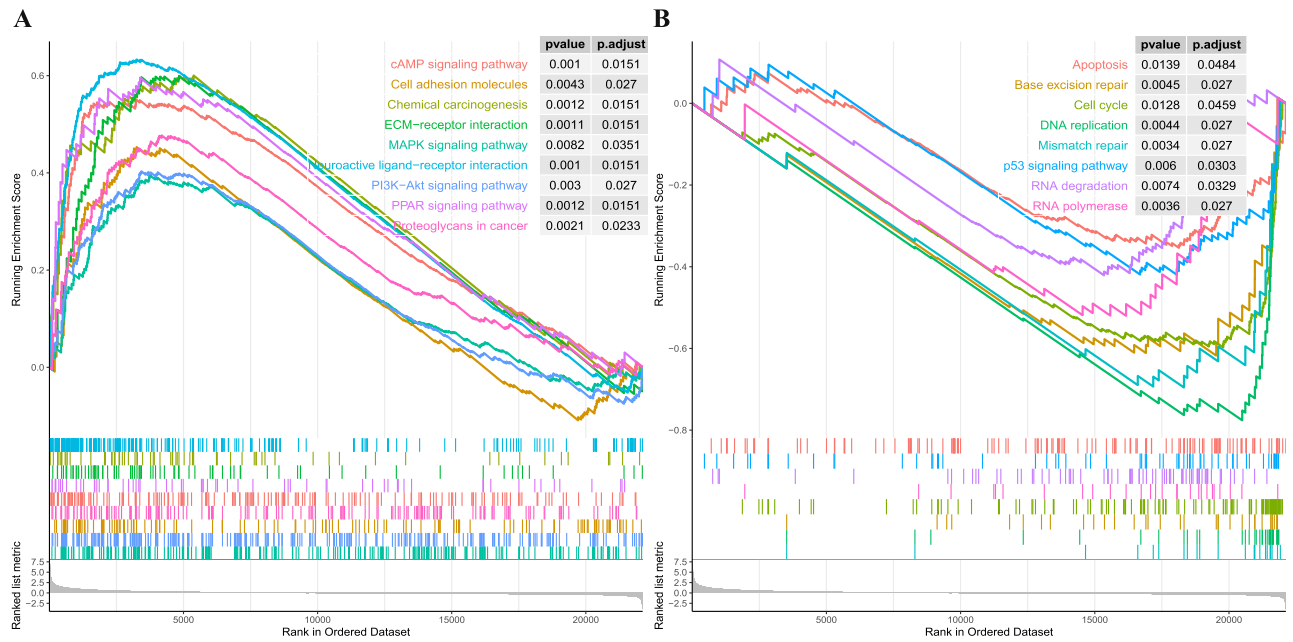 A
pvalue p.adjust
cAMP signaling pathway 0.001 0.0151
Cell adhesion molecules 0.0043 0.027
Chemical carcinogenesis 0.0012 0.0151
ECM−receptor interaction 0.0011 0.0151
MAPK signaling pathway 0.0082 0.0351
Neuroactive ligand−receptor interaction 0.001 0.0151
PI3K−Akt signaling pathway 0.003 0.027
PPAR signaling pathway 0.0012 0.0151
Proteoglycans in cancer 0.0021 0.0233
Running Enrichment Score
0.6
0.4
0.2
0.0
Ranked list metric
7.5
5.0
2.5
0.0
−2.5
5000 10000 15000 20000
Rank in Ordered Dataset
B
pvalue p.adjust
Apoptosis 0.0139 0.0484
Base excision repair 0.0045 0.027
Cell cycle 0.0128 0.0459
DNA replication 0.0044 0.027
Mismatch repair 0.0034 0.027
p53 signaling pathway 0.006 0.0303
RNA degradation 0.0074 0.0329
RNA polymerase 0.0036 0.027
Running Enrichment Score
0.0
−0.2
−0.4
−0.6
−0.8
Ranked list metric
7.5
5.0
2.5
0.0
−2.5
5000 10000 15000 20000
Rank in Ordered Dataset